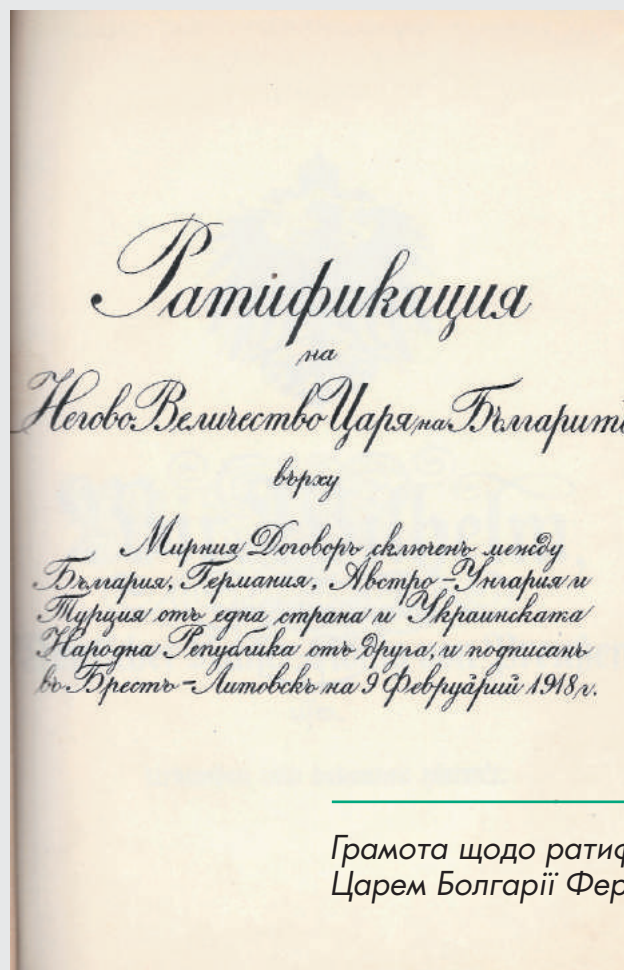 Ратификация
на
Негово Величество Царя на Българитѣ
върху
Мирния Договоръ сключенъ между
България, Германия, Австро-Унгария и
Турция отъ една страна и Украинската
Народна Република отъ друга, и подписанъ
въ Брестъ-Литовскъ на 9 Февруарий 1918 г.
Грамота щодо ратиф
Царем Болгарії Фер